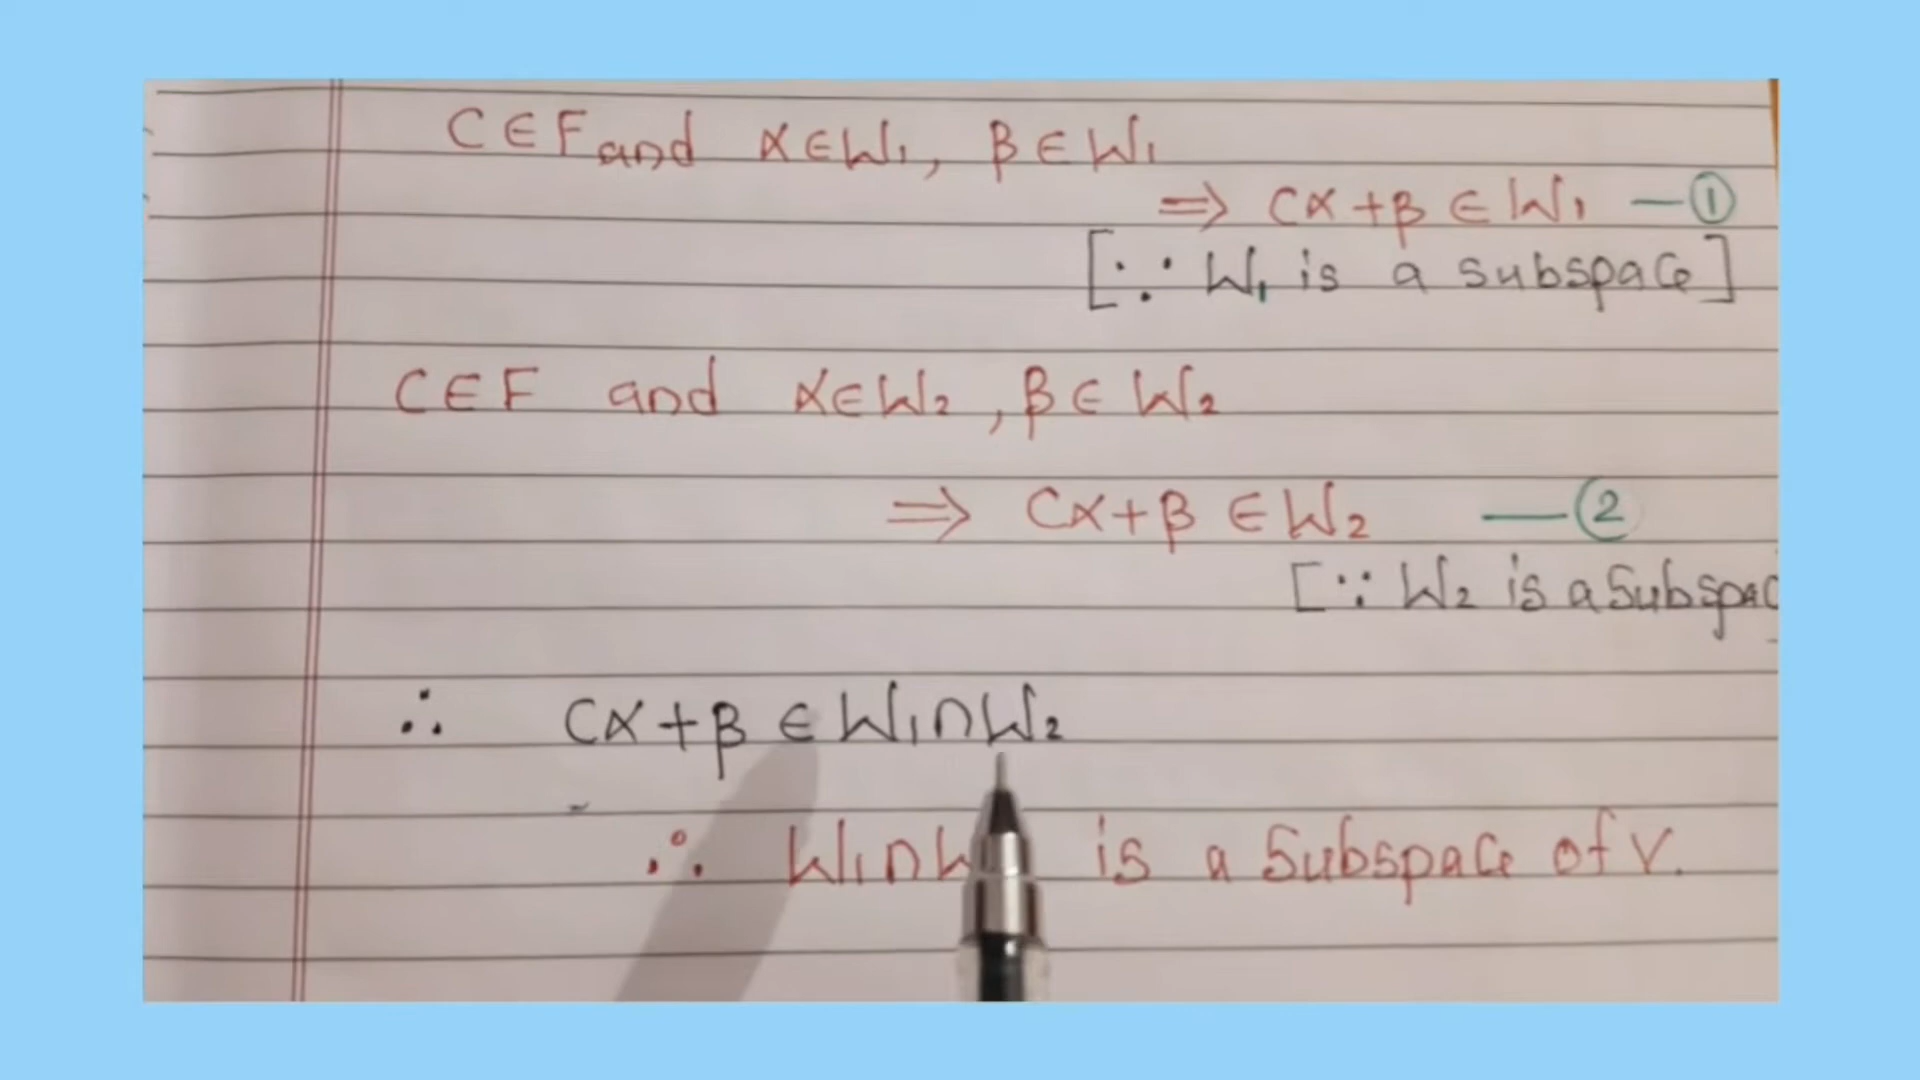 C∈F and α∈W₁, β∈W₁
⇒ Cα+β ∈ W₁ —①
[∵ W₁ is a subspace]
C∈F and α∈W₂, β∈W₂
⇒ Cα+β ∈ W₂ —②
[∵ W₂ is a Subspac
∴ Cα+β ∈ W₁∩W₂
∴ W₁∩W is a Subspace of V.